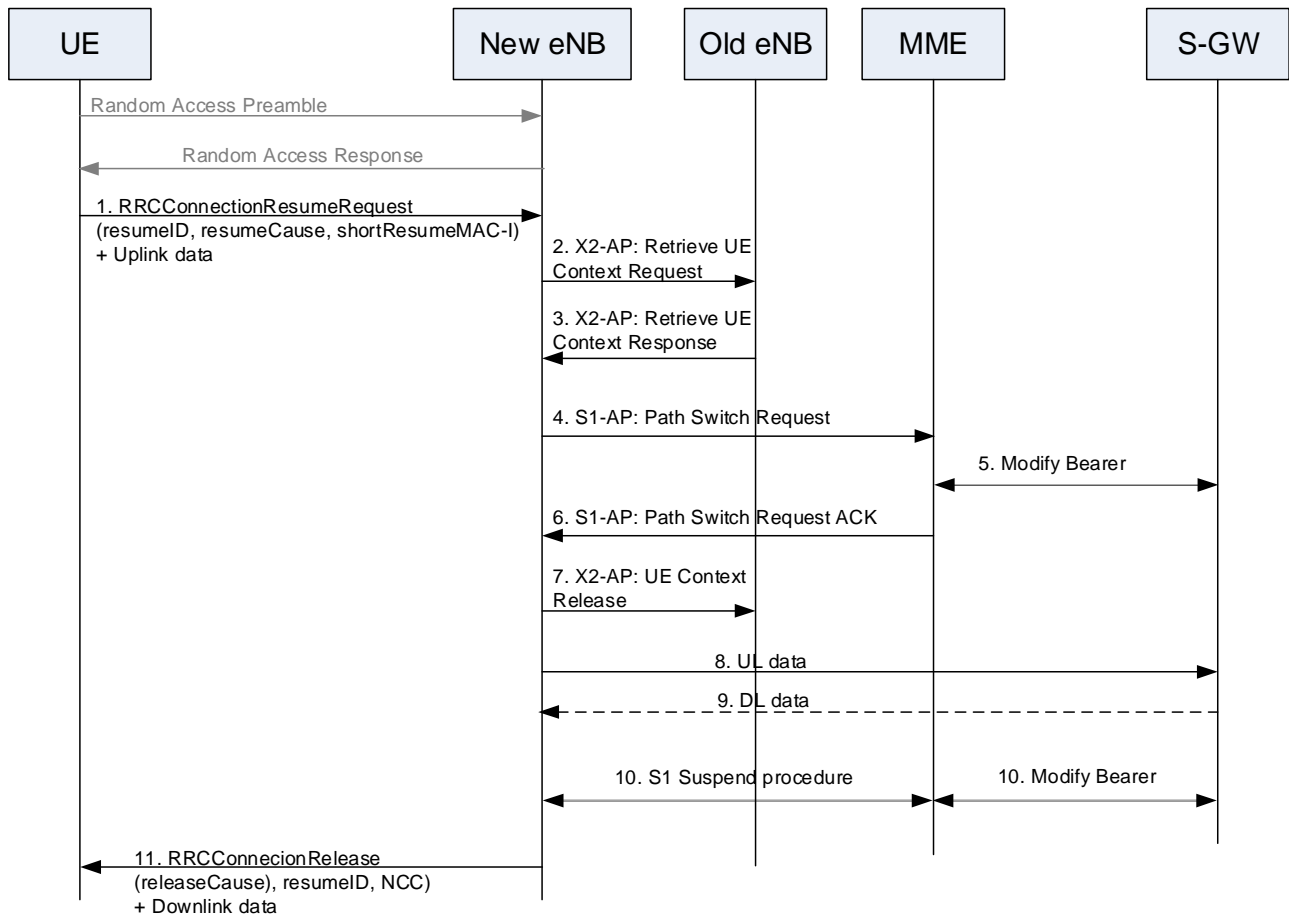 UE
New eNB
Old eNB
MME
S-GW
Random Access Preamble
Random Access Response
1. RRCConnectionResumeRequest
(resumeID, resumeCause, shortResumeMAC-I)
+ Uplink data
2. X2-AP: Retrieve UE
Context Request
3. X2-AP: Retrieve UE
Context Response
4. S1-AP: Path Switch Request
5. Modify Bearer
6. S1-AP: Path Switch Request ACK
7. X2-AP: UE Context
Release
8. UL data
9. DL data
10. S1 Suspend procedure
10. Modify Bearer
11. RRCConnecionRelease
(releaseCause), resumeID, NCC)
+ Downlink data